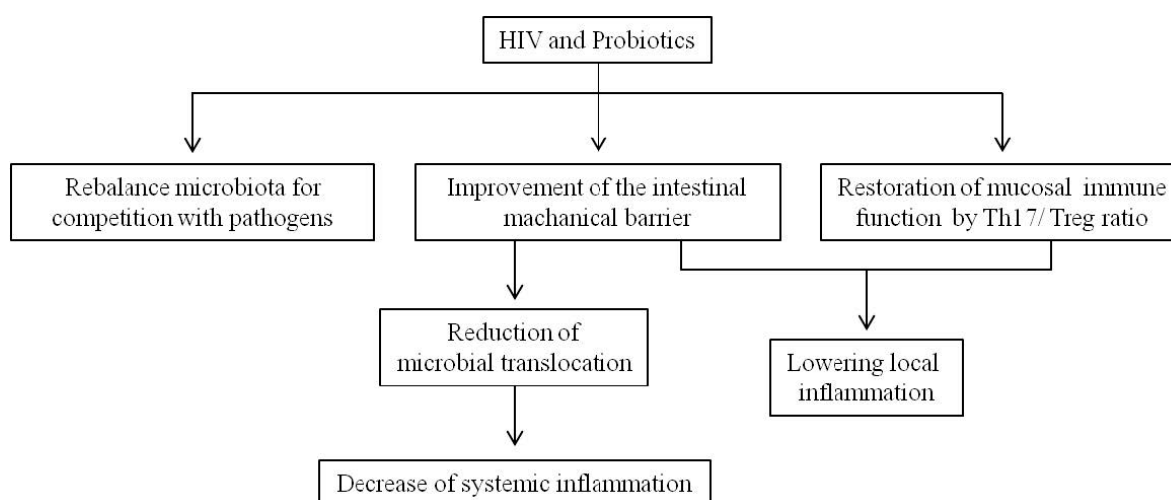 HIV and Probiotics
Rebalance microbiota for
competition with pathogens
Improvement of the intestinal
machanical barrier
Restoration of mucosal immune
function by Th17/ Treg ratio
Reduction of
microbial translocation
Lowering local
inflammation
Decrease of systemic inflammation